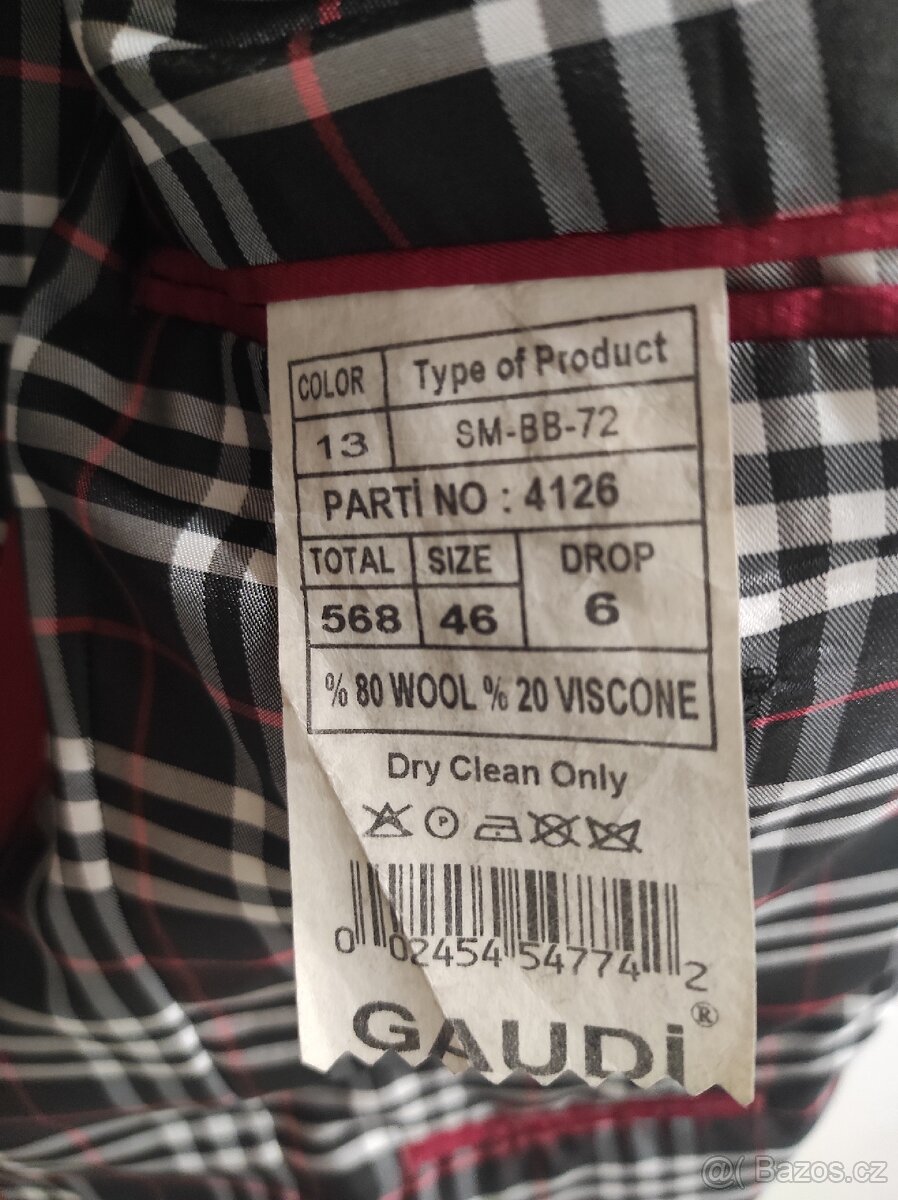 COLOR Type of Product
13 SM-BB-72
PARTİ NO : 4126
TOTAL SIZE DROP
568 46 6
% 80 WOOL % 20 VISCONE
Dry Clean Only
P
0 02454 54774 2
GAUDİ®
@( Bazos.cz